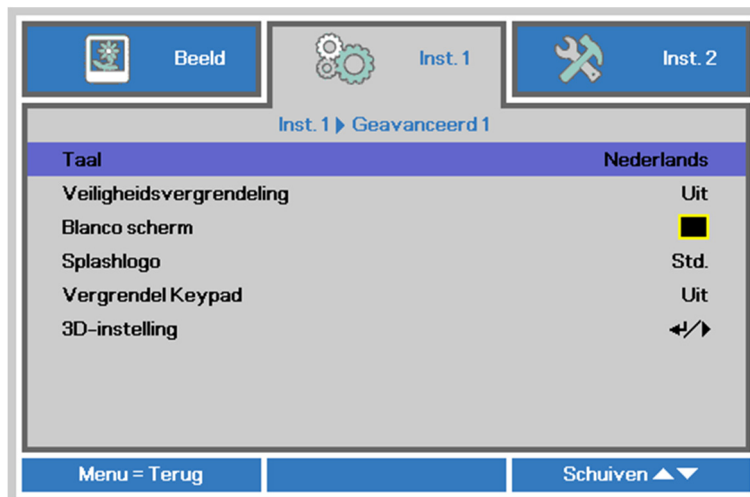 Beeld Inst. 1 Inst. 2
Inst. 1 Geavanceerd 1
Taal Nederlands
Veiligheidsvergrendeling Uit
Blanco scherm
Splashlogo Std.
Vergrendel Keypad Uit
3D-instelling
Menu = Terug Schuiven